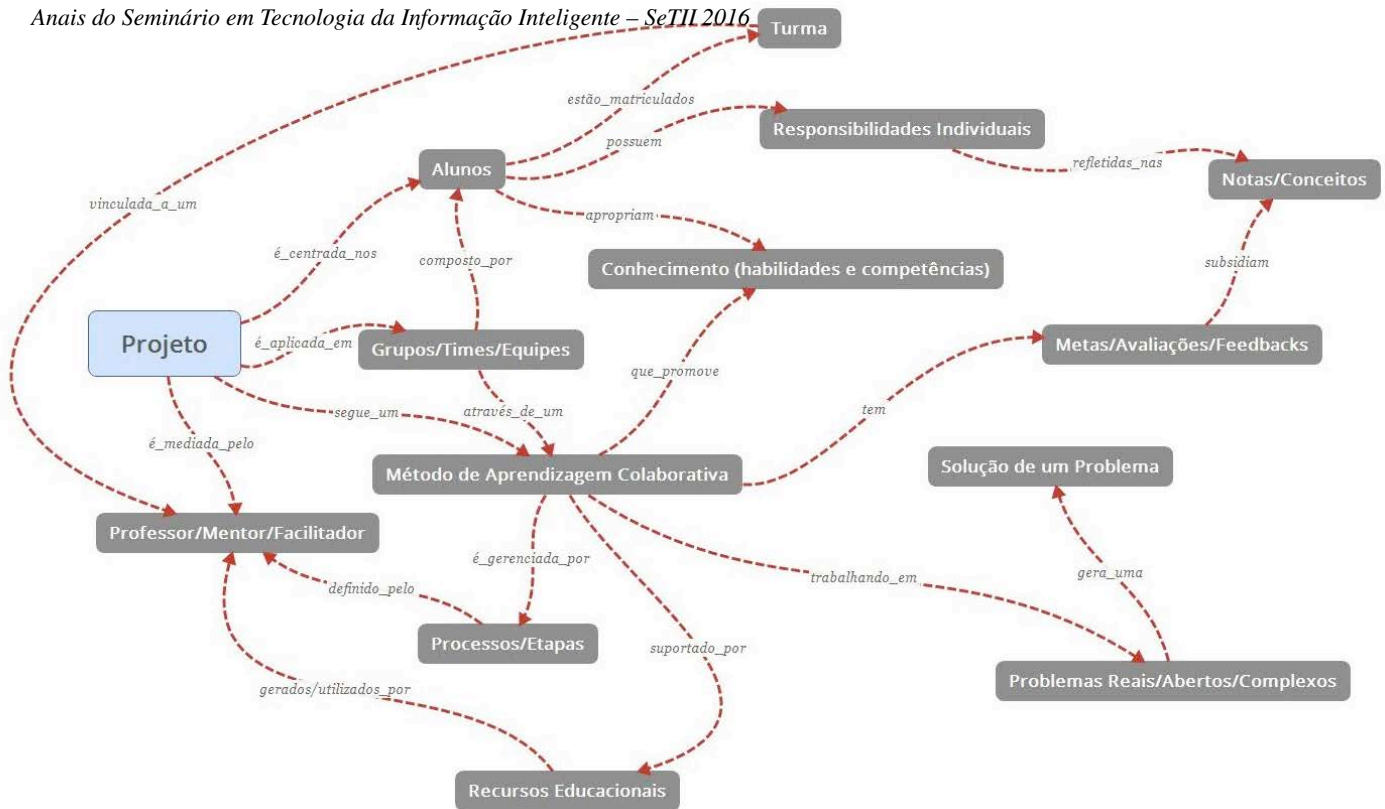 Anais do Seminário em Tecnologia da Informação Inteligente – SeTII 2016
Turma
estão_matriculados
Responsibilidades Individuais
possuem
Alunos
refletidas_nas
Notas/Conceitos
vinculada_a_um
apropriam
é_centrada_nos
composto_por
Conhecimento (habilidades e competências)
subsidiam
Projeto
é_aplicada_em
Grupos/Times/Equipes
Metas/Avaliações/Feedbacks
que_promove
segue_um
através_de_um
tem
é_mediada_pelo
Método de Aprendizagem Colaborativa
Solução de um Problema
Professor/Mentor/Facilitador
é_gerenciada_por
definido_pelo
trabalhando_em
gera_uma
Processos/Etapas
suportado_por
Problemas Reais/Abertos/Complexos
gerados/utilizados_por
Recursos Educacionais